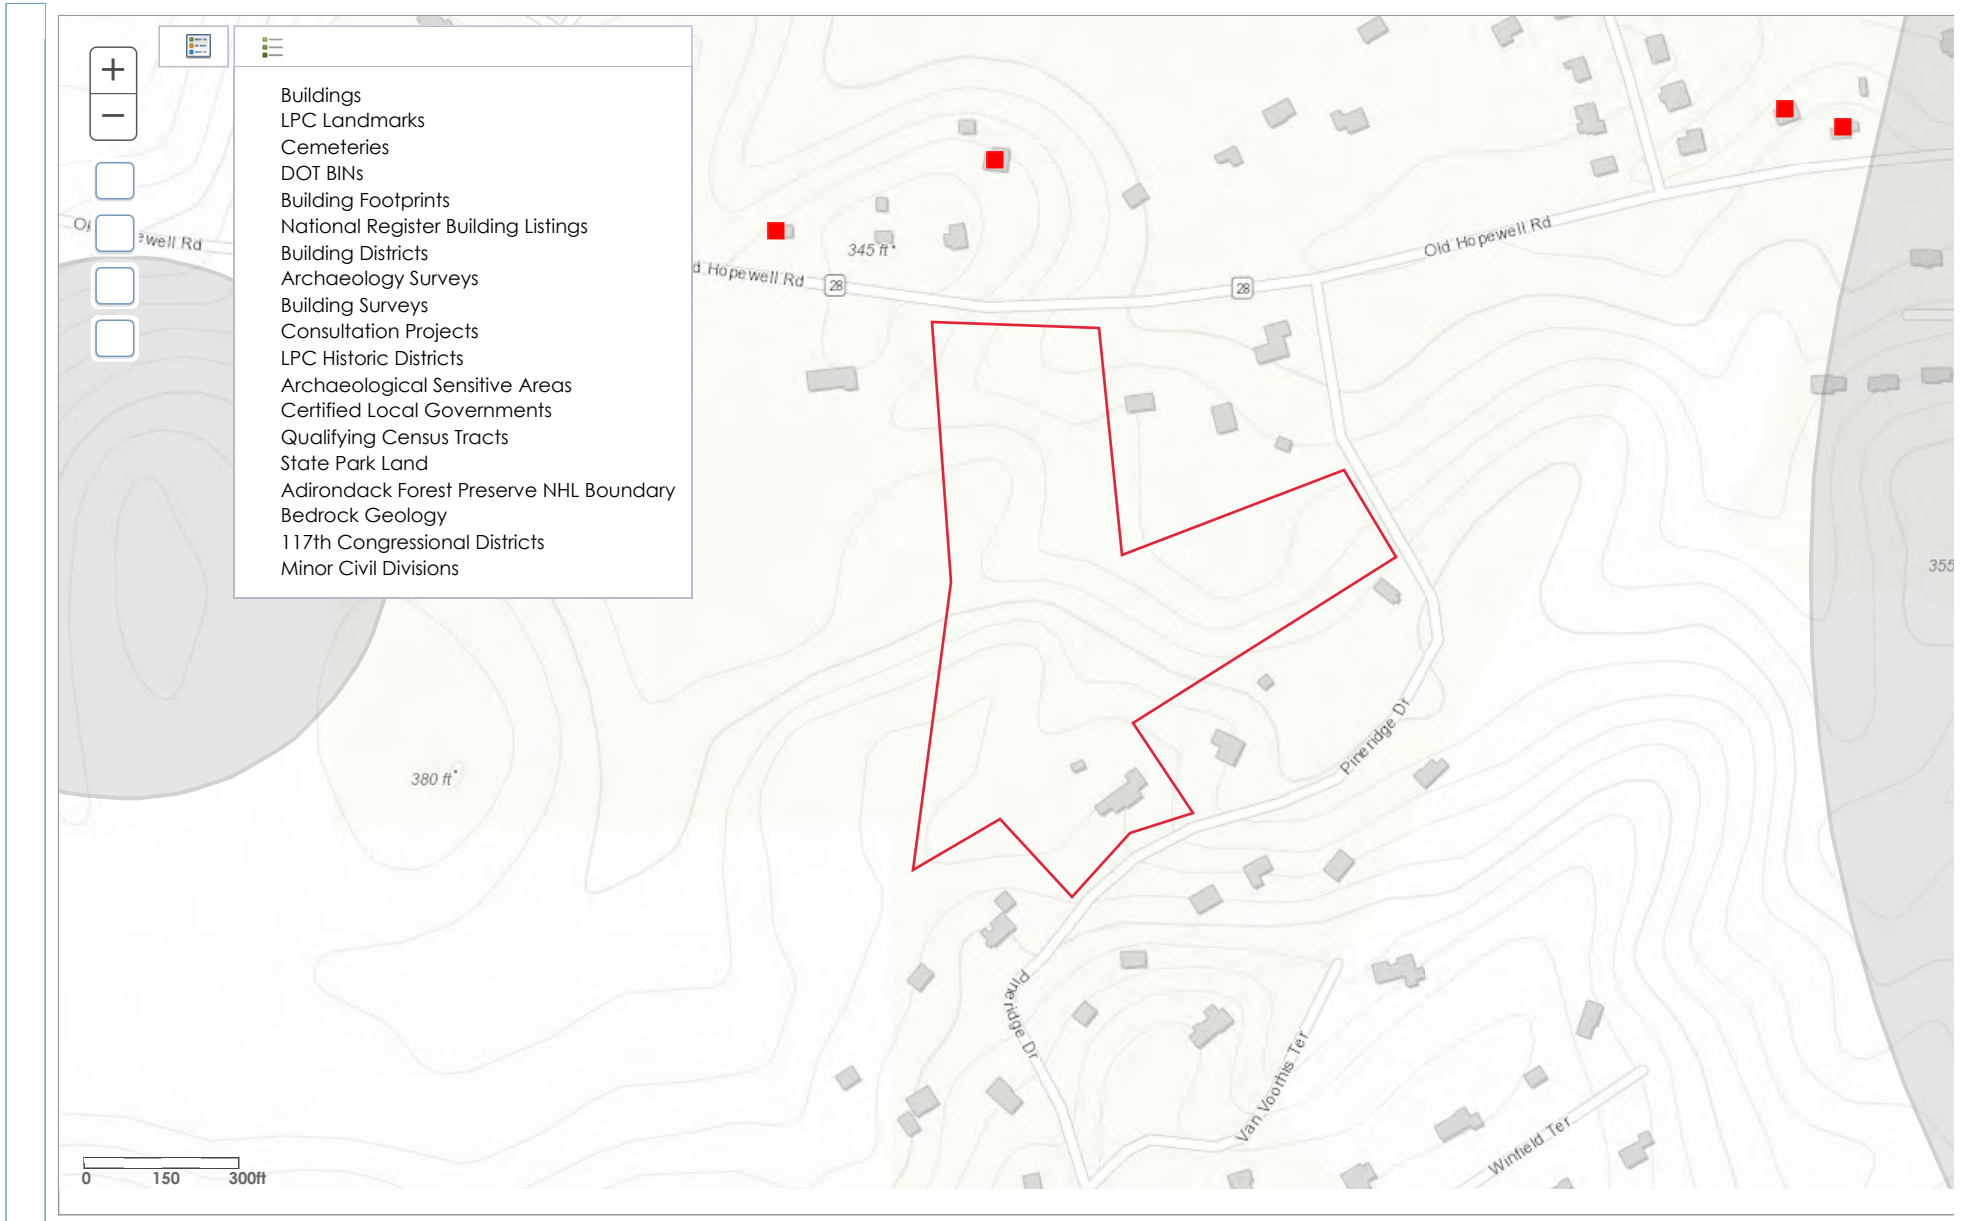 +
−
Buildings
LPC Landmarks
Cemeteries
DOT BINs
Building Footprints
National Register Building Listings
Building Districts
Archaeology Surveys
Building Surveys
Consultation Projects
LPC Historic Districts
Archaeological Sensitive Areas
Certified Local Governments
Qualifying Census Tracts
State Park Land
Adirondack Forest Preserve NHL Boundary
Bedrock Geology
117th Congressional Districts
Minor Civil Divisions
Ol
ewell Rd
d Hopewell Rd
28
345 ft
28
Old Hopewell Rd
355
380 ft
Pineridge Dr
Pineridge Dr
Van Voorhis Ter
Winfield Ter
0 150 300ft